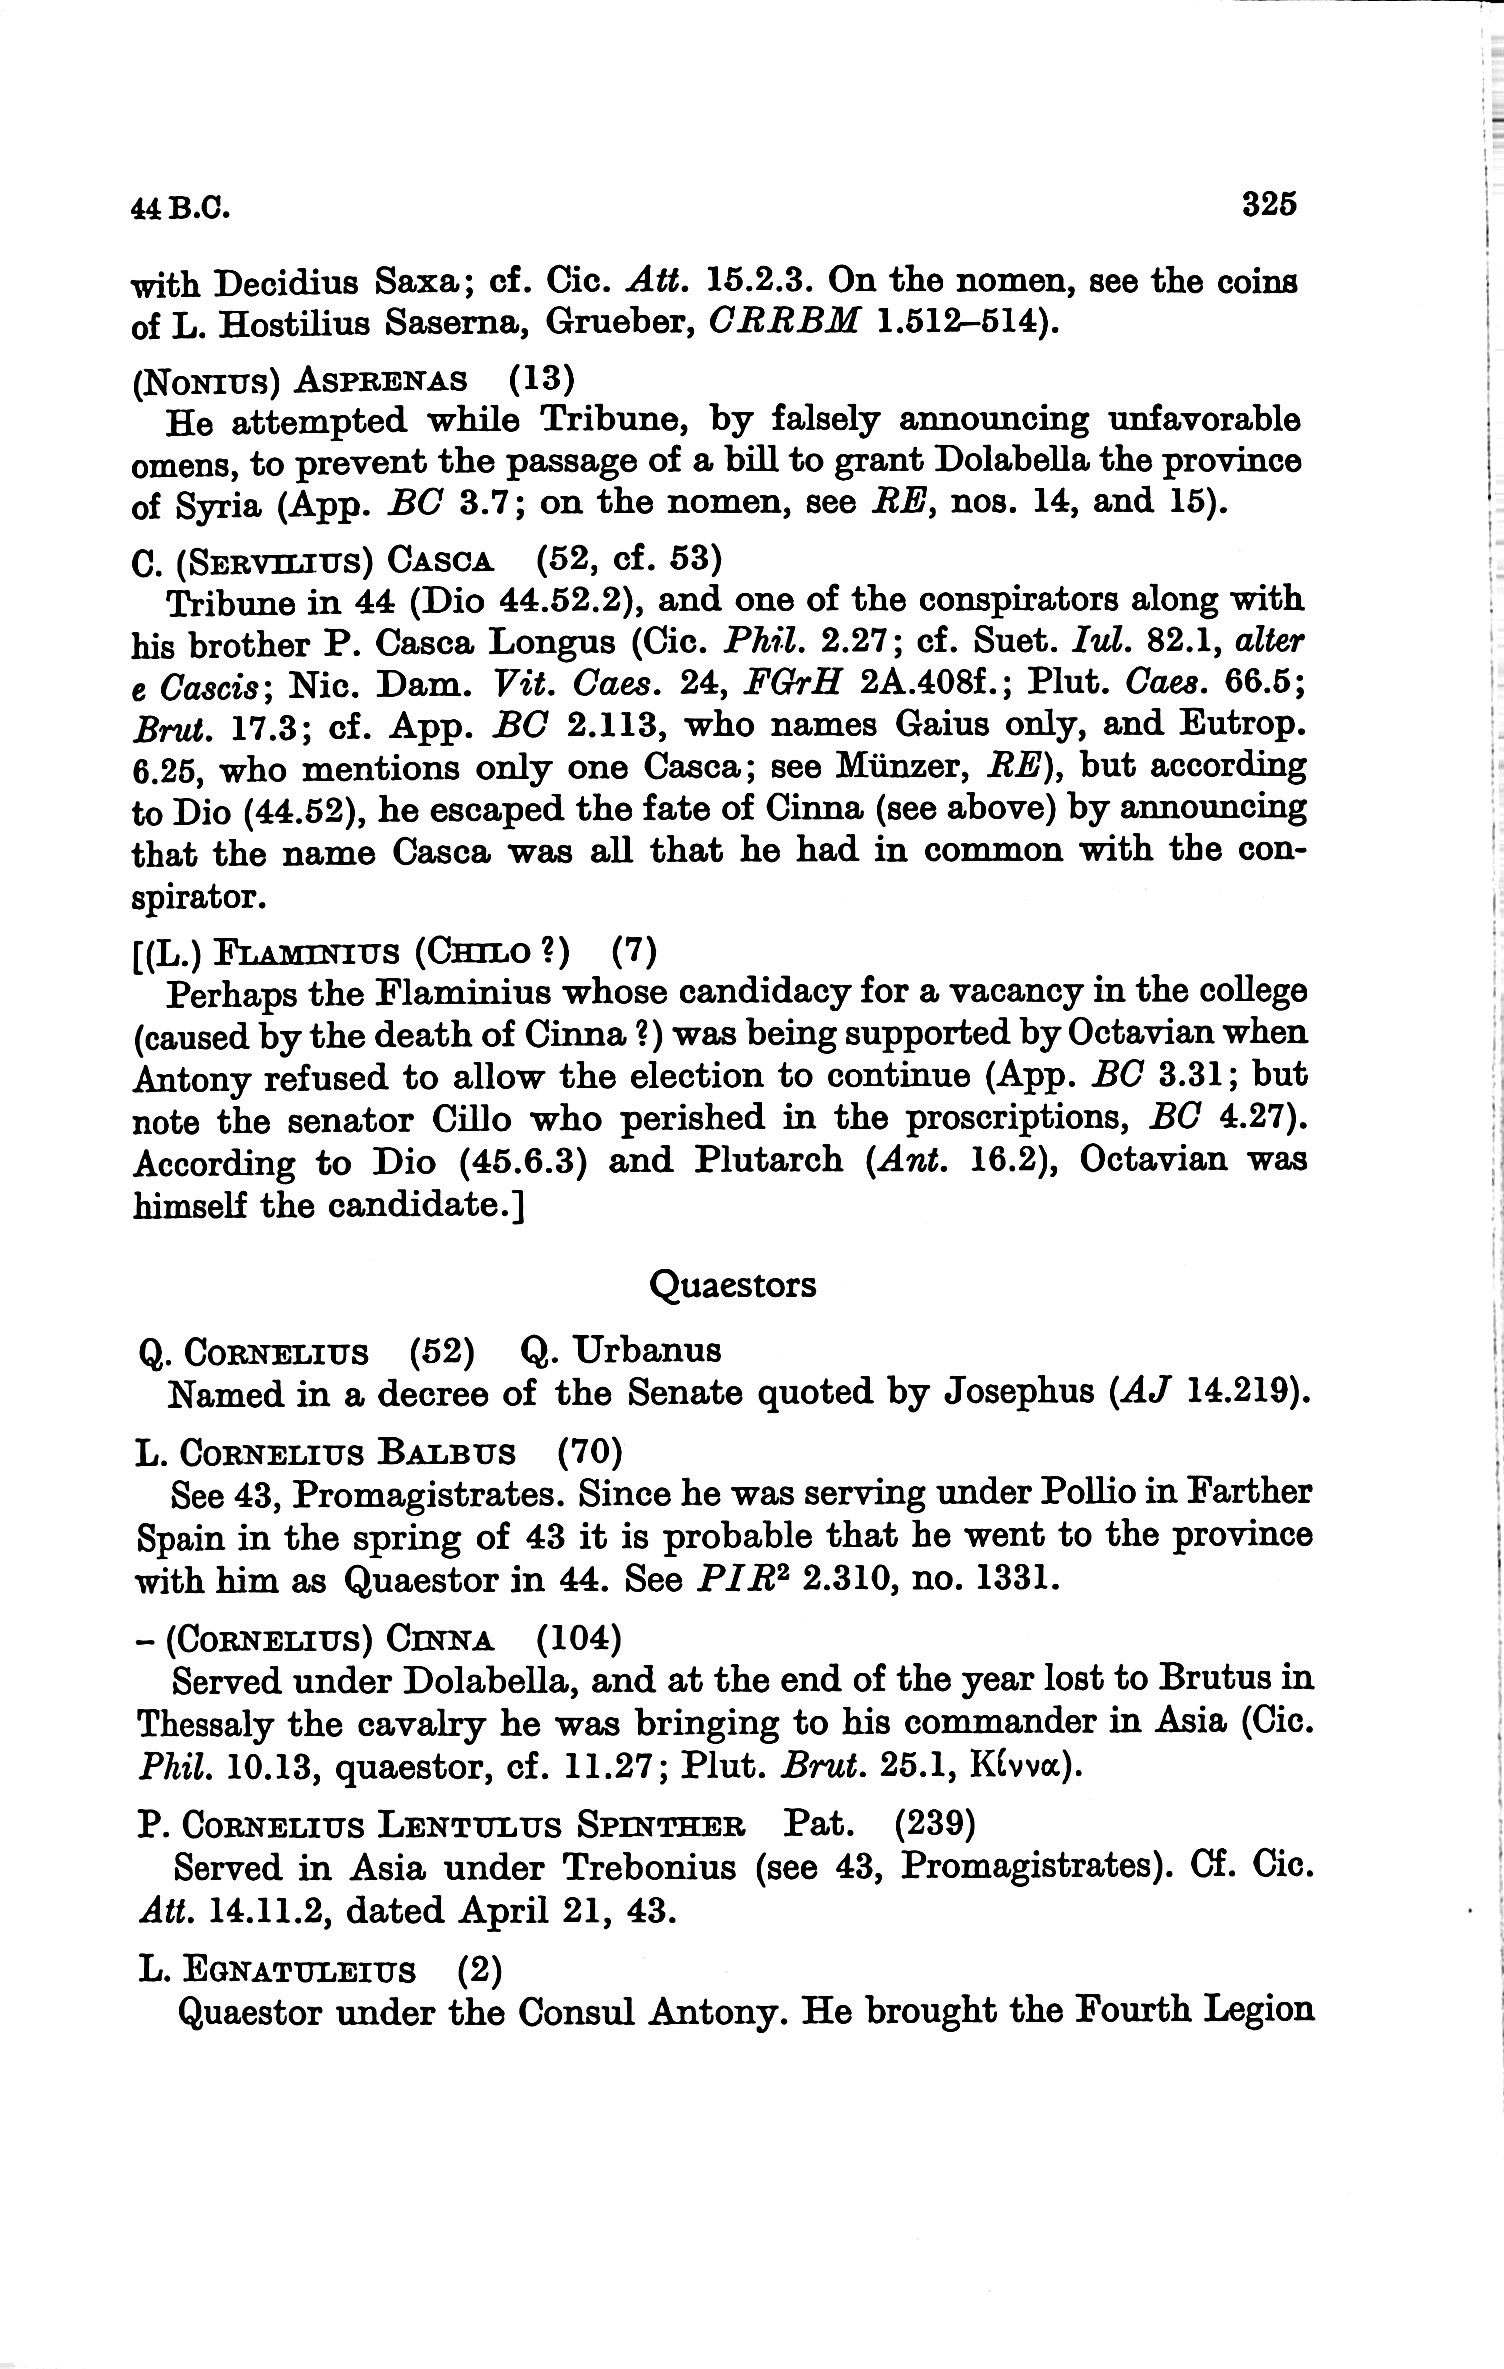 44 B.C. 325
with Decidius Saxa; cf. Cic. Att. 15.2.3. On the nomen, see the coins
of L. Hostilius Saserna, Grueber, CRRBM 1.512–514).
(Nonius) Asprenas (13)
He attempted while Tribune, by falsely announcing unfavorable
omens, to prevent the passage of a bill to grant Dolabella the province
of Syria (App. BC 3.7; on the nomen, see RE, nos. 14, and 15).
C. (Servilius) Casca (52, cf. 53)
Tribune in 44 (Dio 44.52.2), and one of the conspirators along with
his brother P. Casca Longus (Cic. Phil. 2.27; cf. Suet. Iul. 82.1, alter
e Cascis; Nic. Dam. Vit. Caes. 24, FGrH 2A.408f.; Plut. Caes. 66.5;
Brut. 17.3; cf. App. BC 2.113, who names Gaius only, and Eutrop.
6.25, who mentions only one Casca; see Münzer, RE), but according
to Dio (44.52), he escaped the fate of Cinna (see above) by announcing
that the name Casca was all that he had in common with the con-
spirator.
[(L.) Flaminius (Chilo ?) (7)
Perhaps the Flaminius whose candidacy for a vacancy in the college
(caused by the death of Cinna ?) was being supported by Octavian when
Antony refused to allow the election to continue (App. BC 3.31; but
note the senator Cillo who perished in the proscriptions, BC 4.27).
According to Dio (45.6.3) and Plutarch (Ant. 16.2), Octavian was
himself the candidate.]
Quaestors
Q. Cornelius (52) Q. Urbanus
Named in a decree of the Senate quoted by Josephus (AJ 14.219).
L. Cornelius Balbus (70)
See 43, Promagistrates. Since he was serving under Pollio in Farther
Spain in the spring of 43 it is probable that he went to the province
with him as Quaestor in 44. See PIR² 2.310, no. 1331.
– (Cornelius) Cinna (104)
Served under Dolabella, and at the end of the year lost to Brutus in
Thessaly the cavalry he was bringing to his commander in Asia (Cic.
Phil. 10.13, quaestor, cf. 11.27; Plut. Brut. 25.1, Κίννα).
P. Cornelius Lentulus Spinther Pat. (239)
Served in Asia under Trebonius (see 43, Promagistrates). Cf. Cic.
Att. 14.11.2, dated April 21, 43.
L. Egnatuleius (2)
Quaestor under the Consul Antony. He brought the Fourth Legion